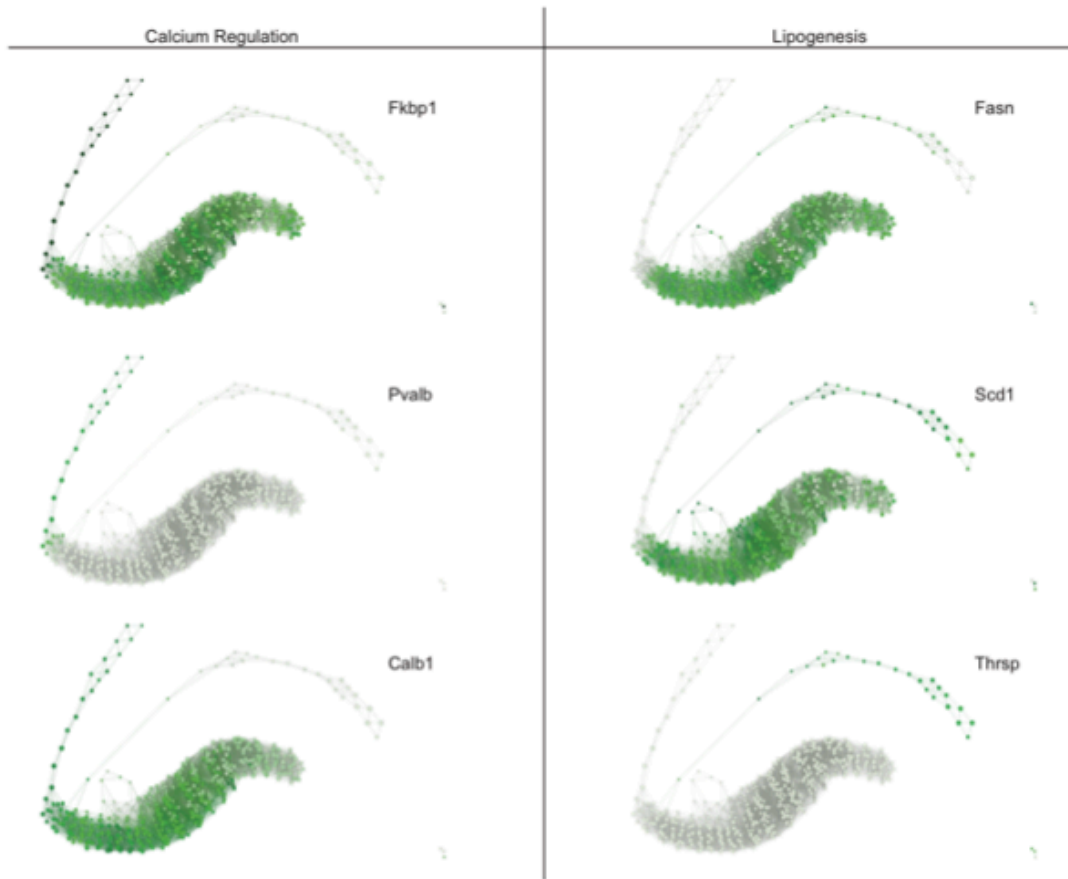 Calcium Regulation
Lipogenesis
Fkbp1
Fasn
Pvalb
Scd1
Calb1
Thrsp